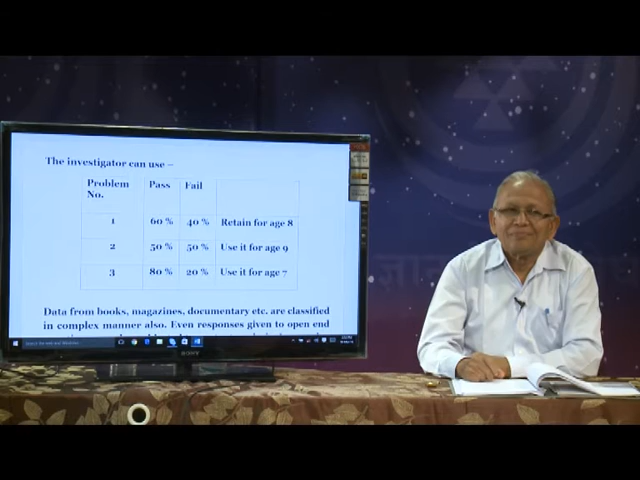 The investigator can use –
Problem No. Pass Fail
1 60 % 40 % Retain for age 8
2 50 % 50 % Use it for age 9
3 80 % 20 % Use it for age 7
Data from books, magazines, documentary etc. are classified
in complex manner also. Even responses given to open end
SONY